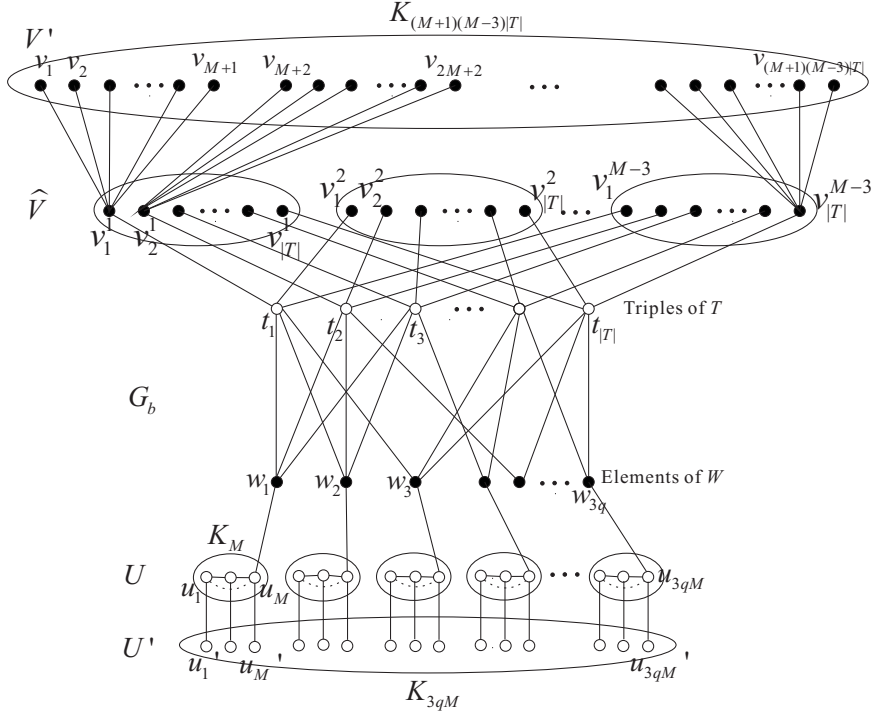 K_{(M+1)(M-3)|T|}
V'
v_1 v_2 ··· v_{M+1} v_{M+2} ··· v_{2M+2} ··· ··· v_{(M+1)(M-3)|T|}
V̂
v_1^1 v_2^1 ··· v_{|T|}^1 v_1^2 v_2^2 ··· v_{|T|}^2 ··· v_1^{M-3} ··· v_{|T|}^{M-3}
t_1 t_2 t_3 ··· t_{|T|} Triples of T
G_b
w_1 w_2 w_3 ··· w_{3q} Elements of W
K_M
U
u_1 u_M ··· u_{3qM}
U'
u_1' u_M' u_{3qM}'
K_{3qM}